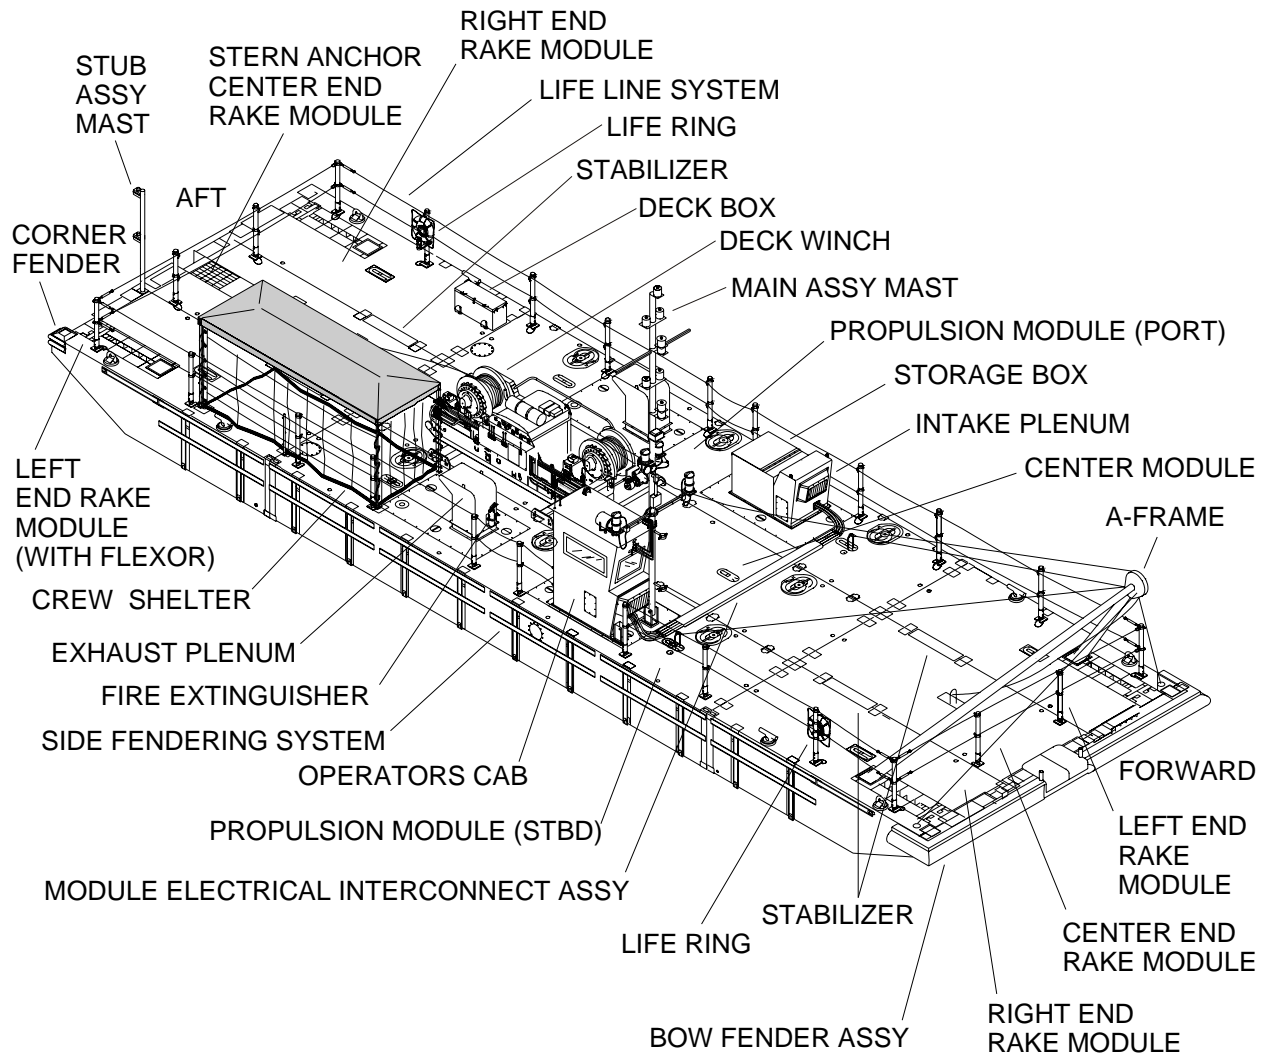 RIGHT END
RAKE MODULE
STERN ANCHOR
CENTER END
RAKE MODULE
STUB
ASSY
MAST
LIFE LINE SYSTEM
LIFE RING
STABILIZER
AFT
DECK BOX
CORNER
FENDER
DECK WINCH
MAIN ASSY MAST
PROPULSION MODULE (PORT)
STORAGE BOX
INTAKE PLENUM
CENTER MODULE
A-FRAME
LEFT
END RAKE
MODULE
(WITH FLEXOR)
CREW SHELTER
EXHAUST PLENUM
FIRE EXTINGUISHER
SIDE FENDERING SYSTEM
OPERATORS CAB
PROPULSION MODULE (STBD)
MODULE ELECTRICAL INTERCONNECT ASSY
LIFE RING
STABILIZER
FORWARD
LEFT END
RAKE
MODULE
CENTER END
RAKE MODULE
RIGHT END
RAKE MODULE
BOW FENDER ASSY